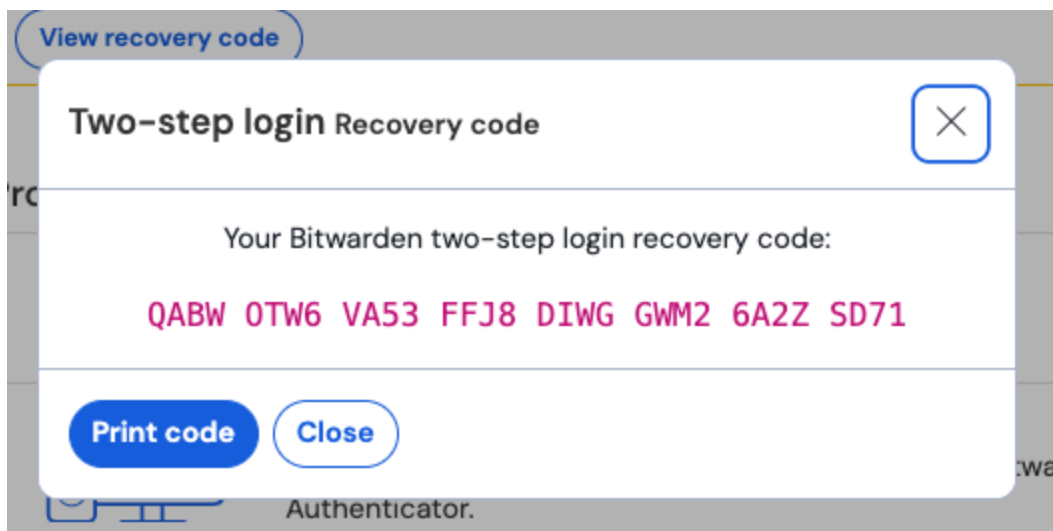 View recovery code
Two-step login Recovery code
Your Bitwarden two-step login recovery code:
QABW OTW6 VA53 FFJ8 DIWG GWM2 6A2Z SD71
Print code Close
Authenticator.